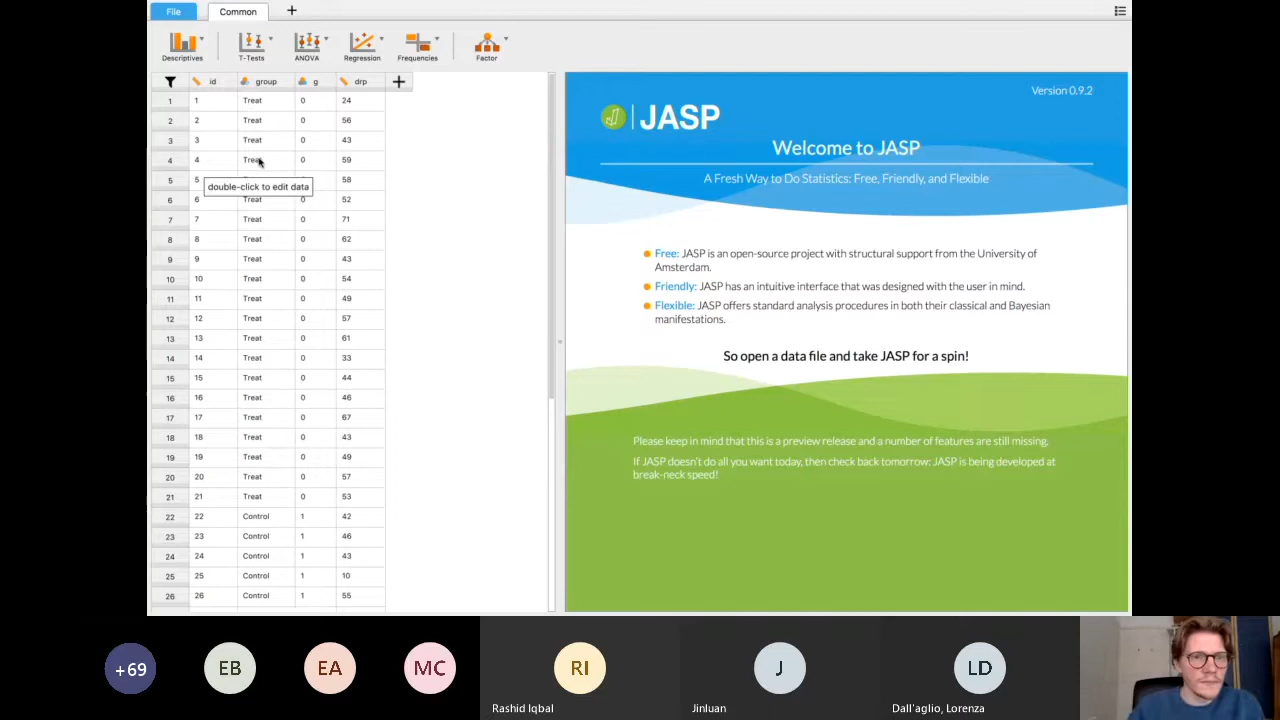 File
Common
+
Descriptives
T-Tests
ANOVA
Regression
Frequencies
Factor
id group g drp +
1 1 Treat 0 24
2 2 Treat 0 56
3 3 Treat 0 43
4 4 Treat 0 59
5 5 0 58
double-click to edit data
6 6 Treat 0 52
7 7 Treat 0 71
8 8 Treat 0 62
9 9 Treat 0 43
10 10 Treat 0 54
11 11 Treat 0 49
12 12 Treat 0 57
13 13 Treat 0 61
14 14 Treat 0 33
15 15 Treat 0 44
16 16 Treat 0 46
17 17 Treat 0 67
18 18 Treat 0 43
19 19 Treat 0 49
20 20 Treat 0 57
21 21 Treat 0 53
22 22 Control 1 42
23 23 Control 1 46
24 24 Control 1 43
25 25 Control 1 10
26 26 Control 1 55
Version 0.9.2
JASP
Welcome to JASP
A Fresh Way to Do Statistics: Free, Friendly, and Flexible
Free: JASP is an open-source project with structural support from the University of
Amsterdam.
Friendly: JASP has an intuitive interface that was designed with the user in mind.
Flexible: JASP offers standard analysis procedures in both their classical and Bayesian
manifestations.
So open a data file and take JASP for a spin!
Please keep in mind that this is a preview release and a number of features are still missing.
If JASP doesn't do all you want today, then check back tomorrow: JASP is being developed at
break-neck speed!
+69
EB
EA
MC
RI
Rashid Iqbal
J
Jinluan
LD
Dall'aglio, Lorenza